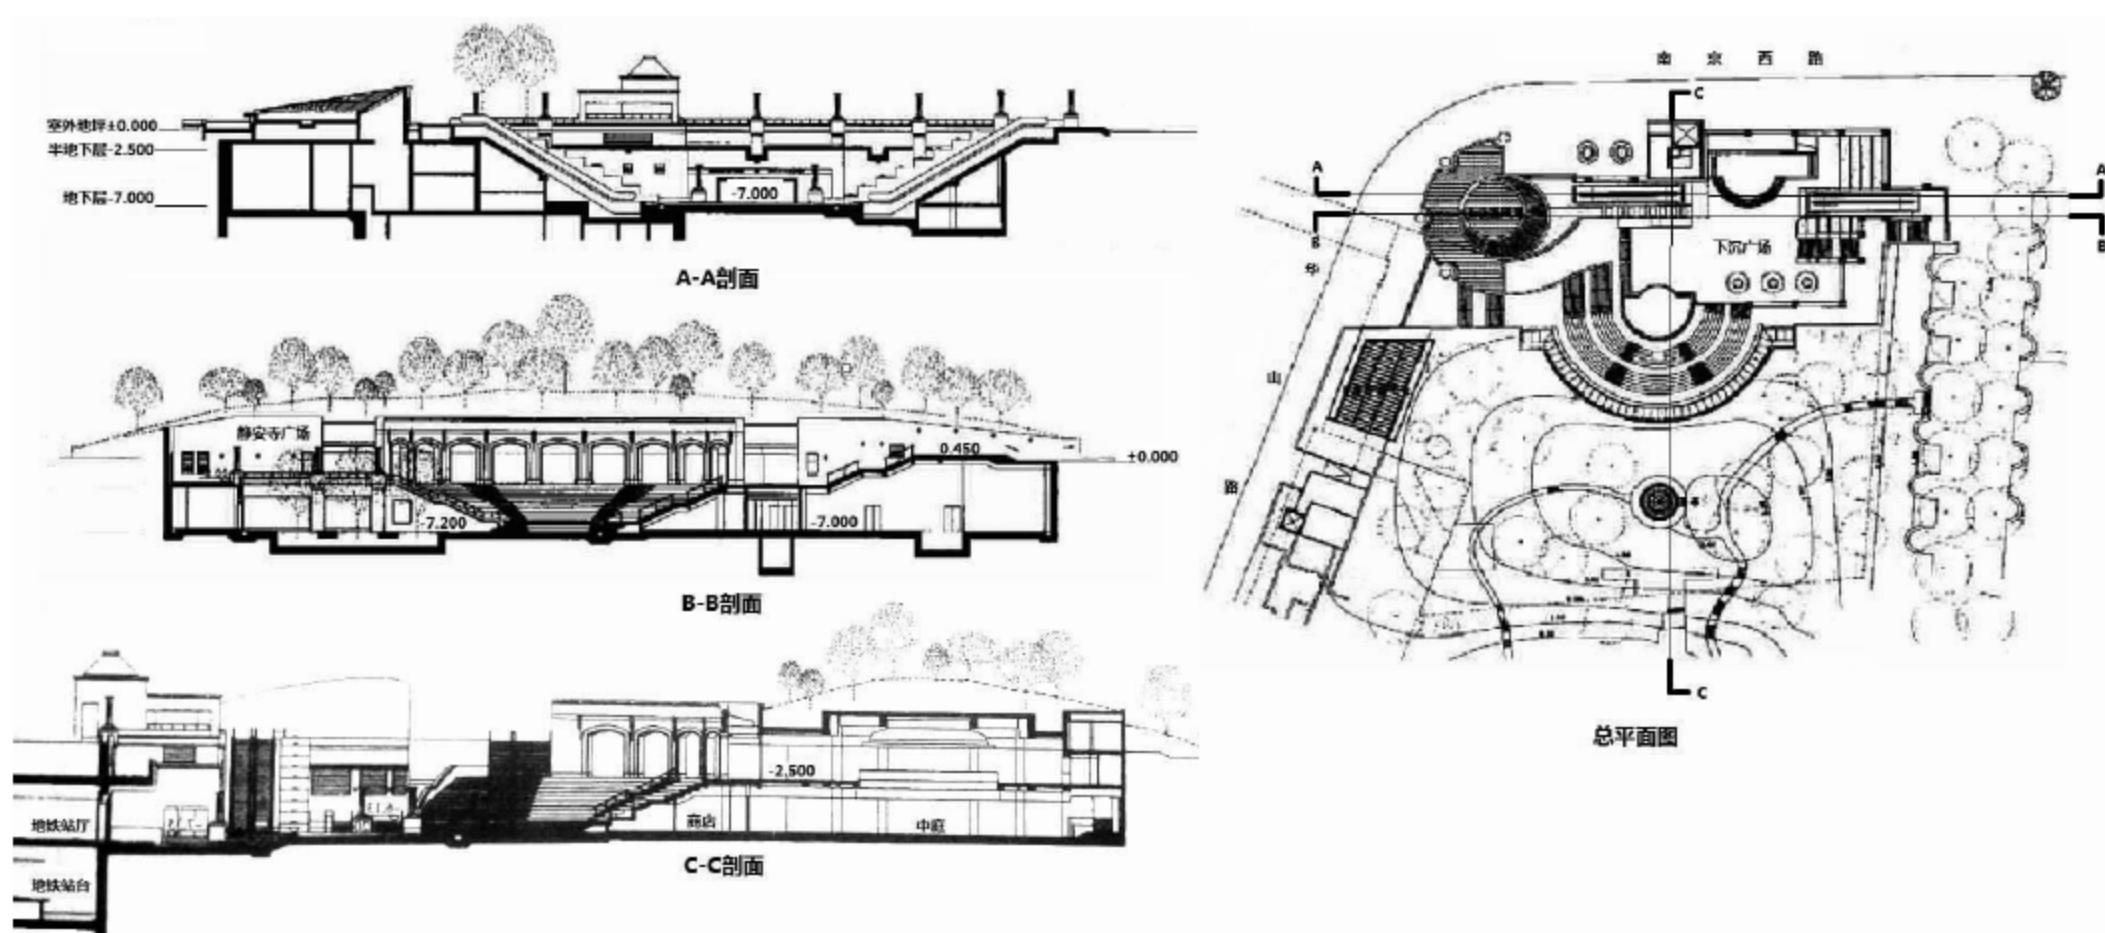 室外地坪±0.000
半地下层-2.500
地下层-7.000
-7.000
A-A剖面
静安寺广场
0.450
±0.000
-7.200
-7.000
B-B剖面
-2.500
地铁站厅
商店
中庭
地铁站台
C-C剖面
南京西路
C
A
A
B
B
华
山
路
下沉广场
C
总平面图